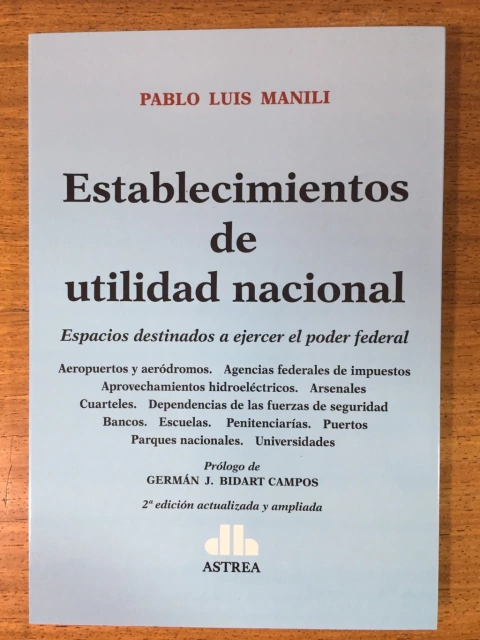 PABLO LUIS MANILI
Establecimientos
de
utilidad nacional
Espacios destinados a ejercer el poder federal
Aeropuertos y aeródromos. Agencias federales de impuestos
Aprovechamientos hidroeléctricos. Arsenales
Cuarteles. Dependencias de las fuerzas de seguridad
Bancos. Escuelas. Penitenciarías. Puertos
Parques nacionales. Universidades
Prólogo de
GERMÁN J. BIDART CAMPOS
2ª edición actualizada y ampliada
ASTREA